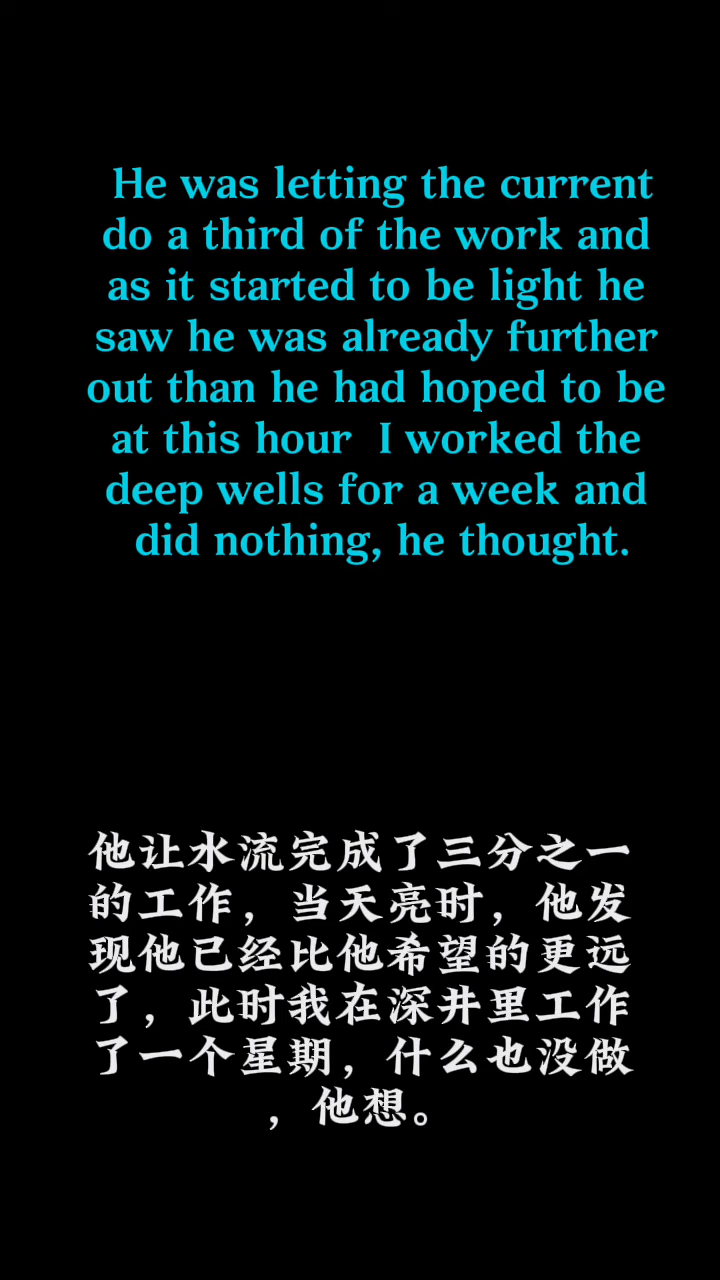 He was letting the current
do a third of the work and
as it started to be light he
saw he was already further
out than he had hoped to be
at this hour  I worked the
deep wells for a week and
did nothing, he thought.
他让水流完成了三分之一
的工作，当天亮时，他发
现他已经比他希望的更远
了，此时我在深井里工作
了一个星期，什么也没做
，他想。